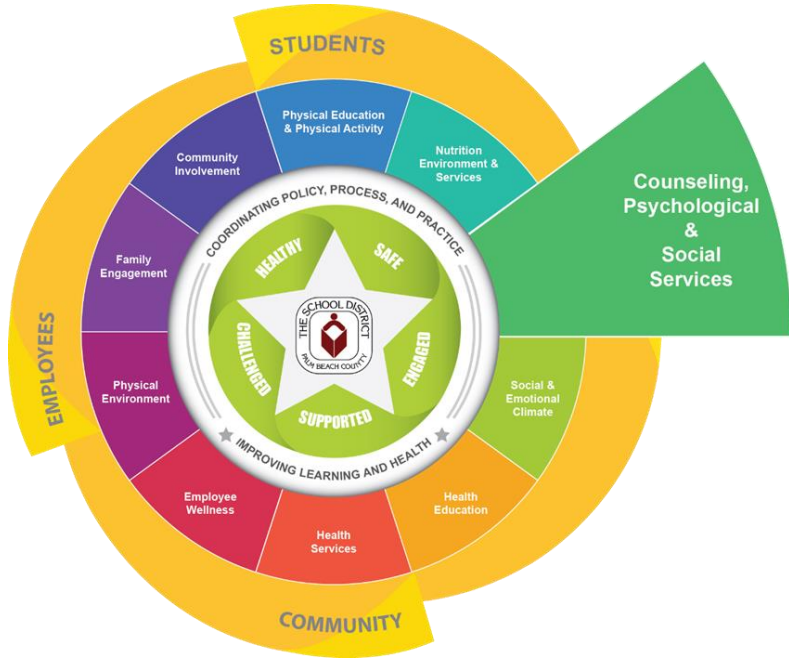 STUDENTS
Physical Education
& Physical Activity
Nutrition
Environment &
Services
Counseling,
Psychological
&
Social
Services
Social &
Emotional
Climate
Health
Education
Health
Services
Employee
Wellness
Physical
Environment
Family
Engagement
Community
Involvement
EMPLOYEES
COMMUNITY
COORDINATING POLICY, PROCESS, AND PRACTICE
IMPROVING LEARNING AND HEALTH
HEALTHY
SAFE
ENGAGED
SUPPORTED
CHALLENGED
THE SCHOOL DISTRICT
PALM BEACH COUNTY